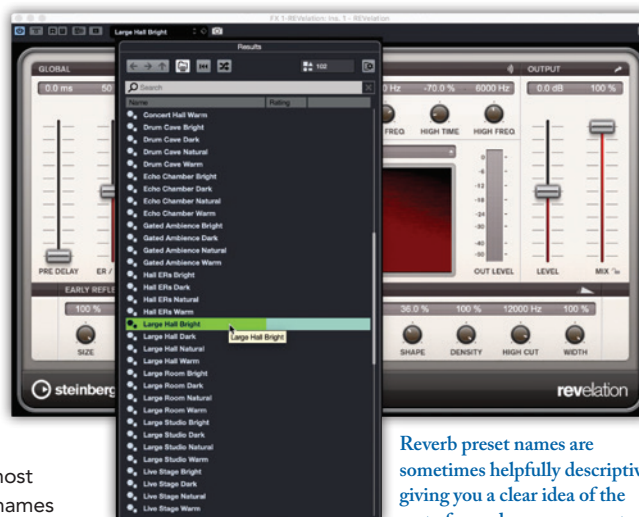 FX 1-REVelation: Ins. 1 - REVelation
Large Hall Bright
Results
102
Search
Name Rating
Concert Hall Warm
Drum Cave Bright
Drum Cave Dark
Drum Cave Natural
Drum Cave Warm
Echo Chamber Bright
Echo Chamber Dark
Echo Chamber Natural
Echo Chamber Warm
Gated Ambience Bright
Gated Ambience Dark
Gated Ambience Natural
Gated Ambience Warm
Hall ERs Bright
Hall ERs Dark
Hall ERs Natural
Hall ERs Warm
Large Hall Bright
Large Hall Dark
Large Hall Bright
Large Hall Natural
Large Hall Warm
Large Room Bright
Large Room Dark
Large Room Natural
Large Room Warm
Large Studio Bright
Large Studio Dark
Large Studio Natural
Large Studio Warm
Live Stage Bright
Live Stage Dark
Live Stage Natural
Live Stage Warm
GLOBAL
0.0 ms 50
PRE DELAY ER /
EARLY REFLE
100 %
SIZE
steinberg
Hz -70.0 % 6000 Hz
FREQ HIGH TIME HIGH FREQ
0
-6
-12
-18
-24
-30
-40
-50
OUT LEVEL
OUTPUT
0.0 dB 100 %
LEVEL MIX
36.0 % 100 % 12000 Hz 100 %
SHAPE DENSITY HIGH CUT WIDTH
revelation
most
names
Reverb preset names are
sometimes helpfully descriptiv
giving you a clear idea of the